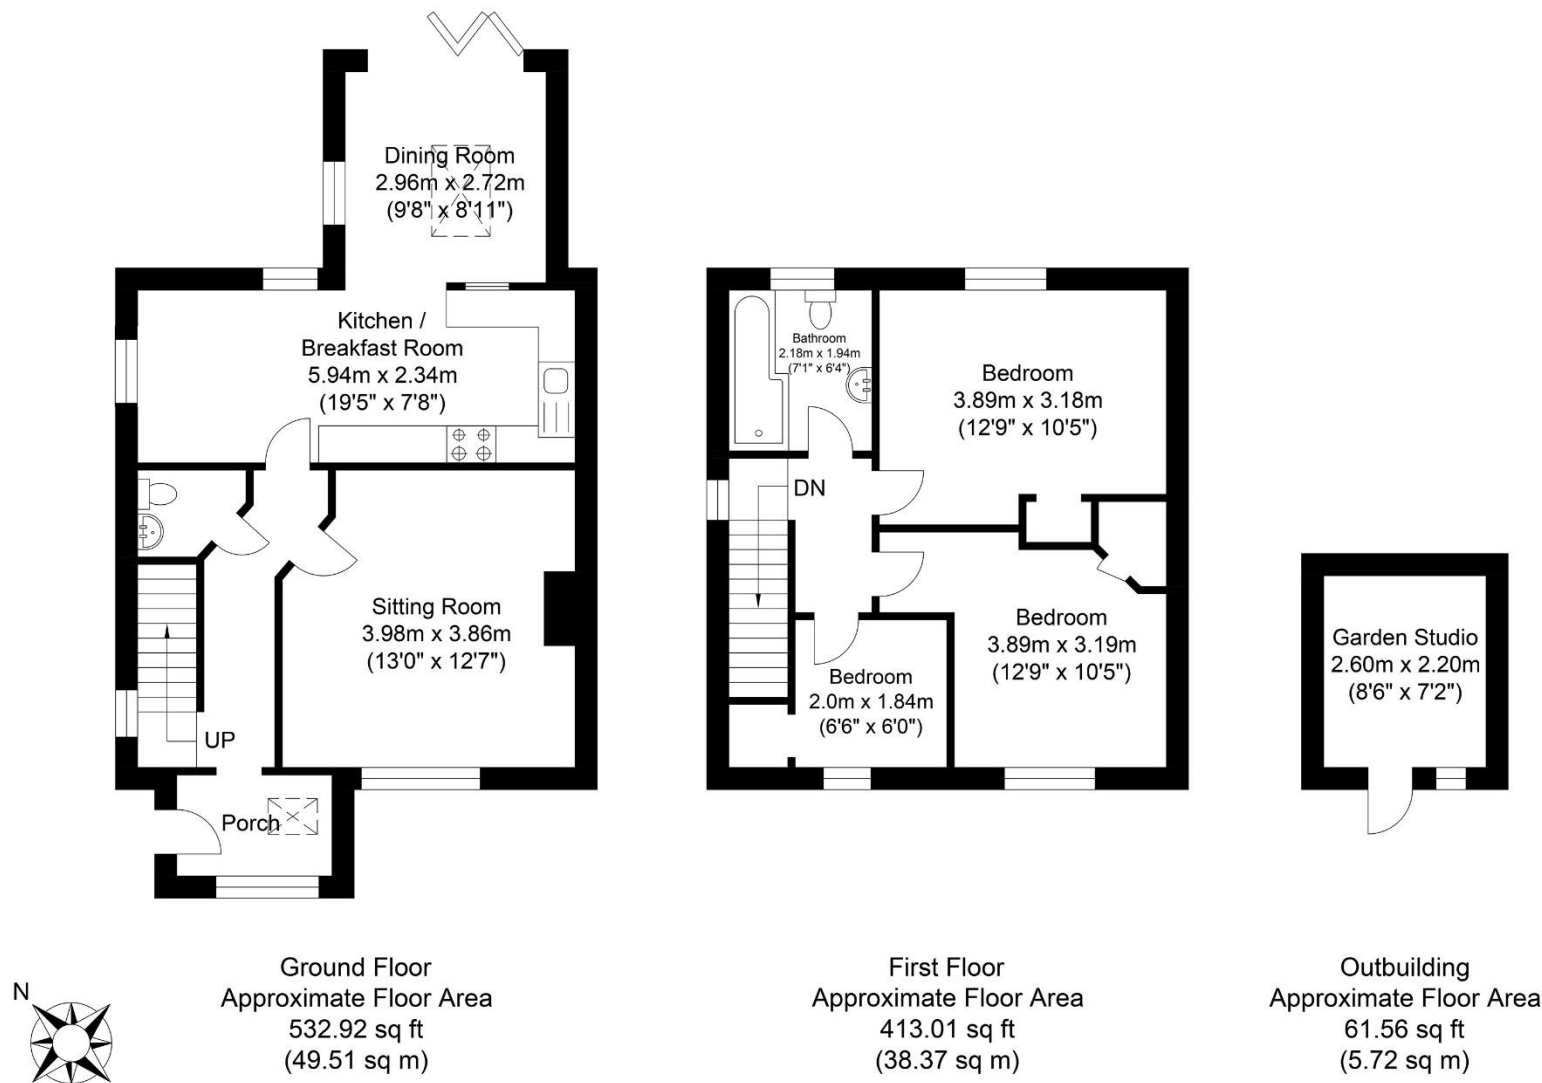 Dining Room
2.96m x 2.72m
(9'8" x 8'11")
Kitchen /
Breakfast Room
5.94m x 2.34m
(19'5" x 7'8")
Sitting Room
3.98m x 3.86m
(13'0" x 12'7")
UP
Porch
Bathroom
2.18m x 1.94m
(7'1" x 6'4")
Bedroom
3.89m x 3.18m
(12'9" x 10'5")
DN
Bedroom
3.89m x 3.19m
(12'9" x 10'5")
Bedroom
2.0m x 1.84m
(6'6" x 6'0")
Garden Studio
2.60m x 2.20m
(8'6" x 7'2")
N
Ground Floor
Approximate Floor Area
532.92 sq ft
(49.51 sq m)
First Floor
Approximate Floor Area
413.01 sq ft
(38.37 sq m)
Outbuilding
Approximate Floor Area
61.56 sq ft
(5.72 sq m)